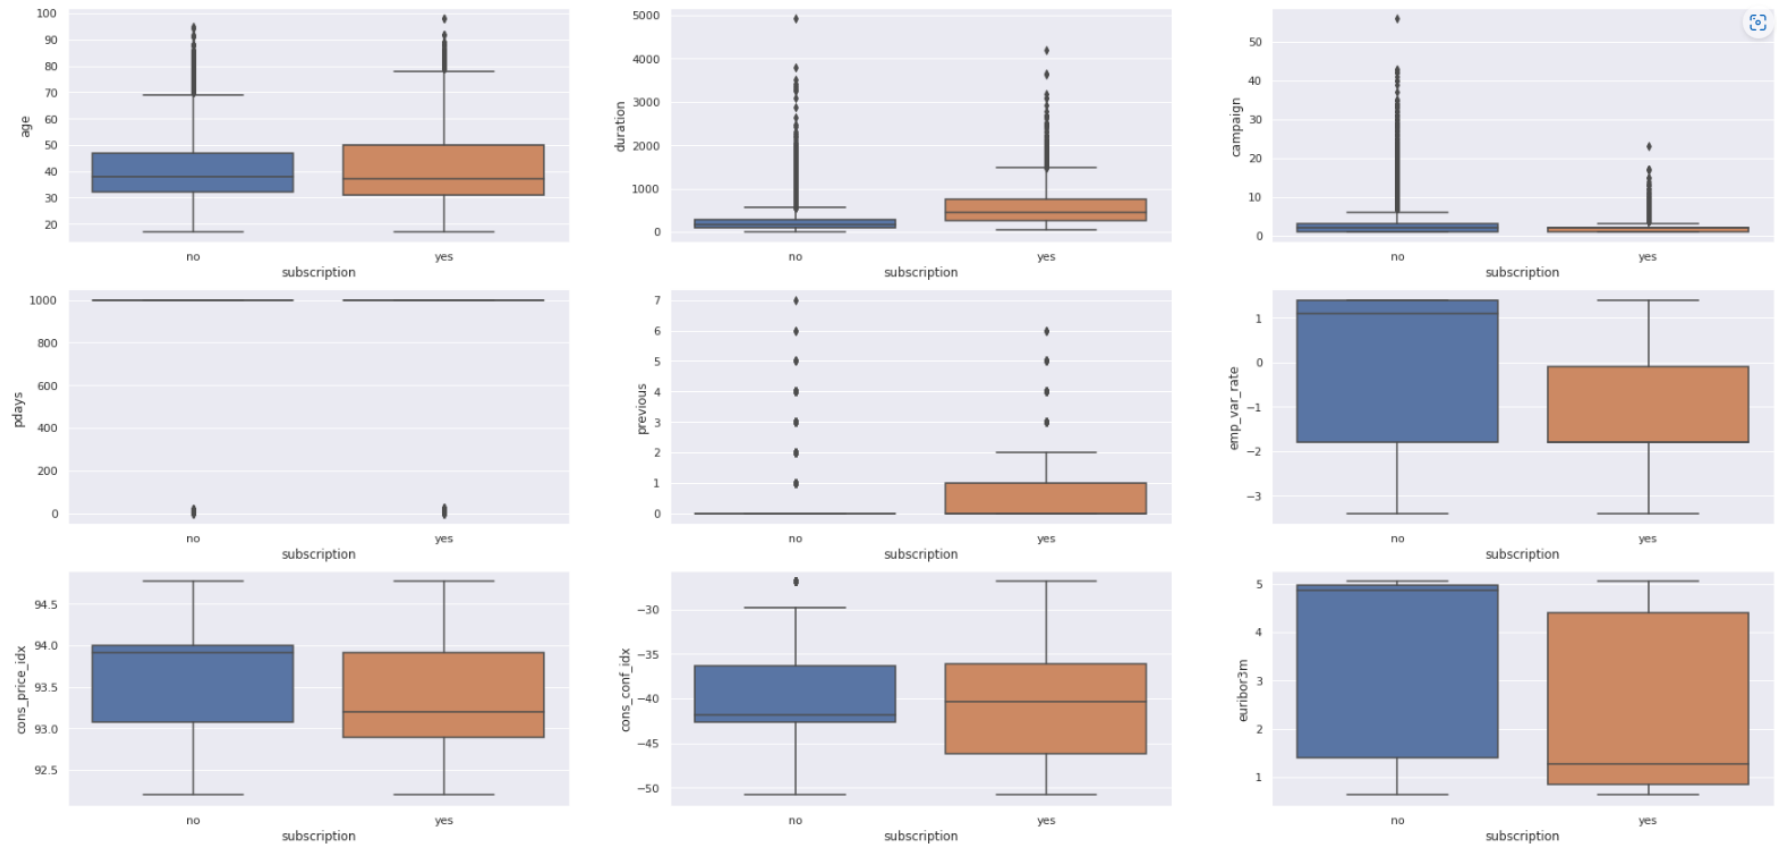 100
90
80
70
60
50
40
30
20
age
no
yes
subscription
5000
4000
3000
2000
1000
0
duration
no
yes
subscription
50
40
30
20
10
0
campaign
no
yes
subscription
1000
800
600
400
200
0
pdays
no
yes
subscription
7
6
5
4
3
2
1
0
previous
no
yes
subscription
1
0
−1
−2
−3
emp_var_rate
no
yes
subscription
94.5
94.0
93.5
93.0
92.5
cons_price_idx
no
yes
subscription
−30
−35
−40
−45
−50
cons_conf_idx
no
yes
subscription
5
4
3
2
1
euribor3m
no
yes
subscription